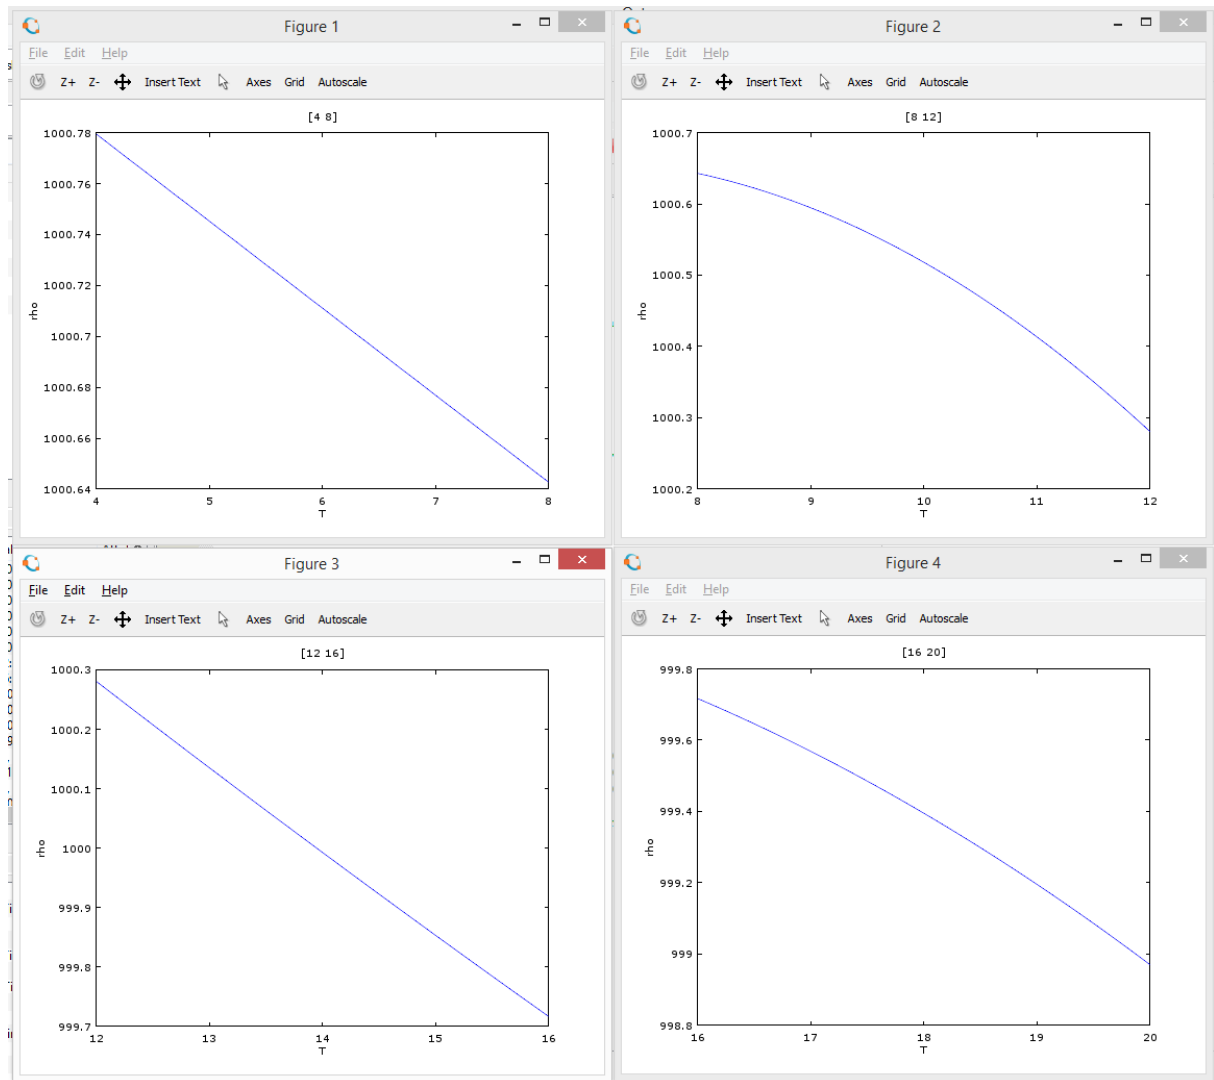 Figure 1
File Edit Help
Z+ Z- Insert Text Axes Grid Autoscale
[4 8]
1000.78
1000.76
1000.74
1000.72
rho
1000.7
1000.68
1000.66
1000.64
4 5 6 7 8
T
Figure 2
File Edit Help
Z+ Z- Insert Text Axes Grid Autoscale
[8 12]
1000.7
1000.6
1000.5
rho
1000.4
1000.3
1000.2
8 9 10 11 12
T
Figure 3
File Edit Help
Z+ Z- Insert Text Axes Grid Autoscale
[12 16]
1000.3
1000.2
1000.1
rho
1000
999.9
999.8
999.7
12 13 14 15 16
T
Figure 4
File Edit Help
Z+ Z- Insert Text Axes Grid Autoscale
[16 20]
999.8
999.6
999.4
rho
999.2
999
998.8
16 17 18 19 20
T